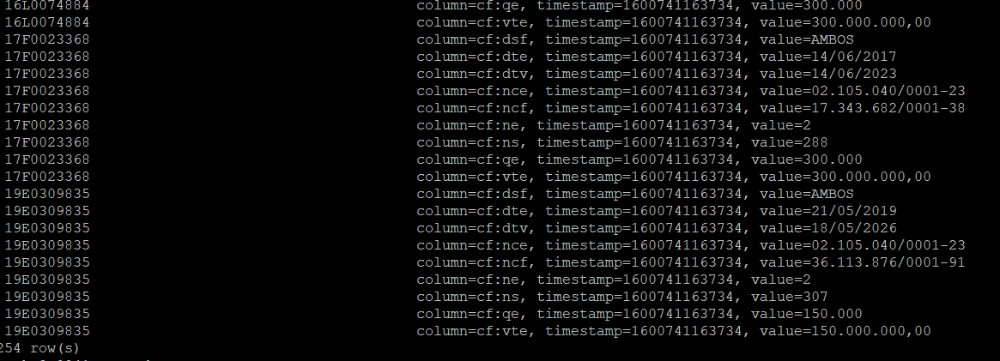 16L0074884 column=cf:qe, timestamp=1600741163734, value=300.000
16L0074884 column=cf:vte, timestamp=1600741163734, value=300.000.000,00
17F0023368 column=cf:dsf, timestamp=1600741163734, value=AMBOS
17F0023368 column=cf:dte, timestamp=1600741163734, value=14/06/2017
17F0023368 column=cf:dtv, timestamp=1600741163734, value=14/06/2023
17F0023368 column=cf:nce, timestamp=1600741163734, value=02.105.040/0001-23
17F0023368 column=cf:ncf, timestamp=1600741163734, value=17.343.682/0001-38
17F0023368 column=cf:ne, timestamp=1600741163734, value=2
17F0023368 column=cf:ns, timestamp=1600741163734, value=288
17F0023368 column=cf:qe, timestamp=1600741163734, value=300.000
17F0023368 column=cf:vte, timestamp=1600741163734, value=300.000.000,00
19E0309835 column=cf:dsf, timestamp=1600741163734, value=AMBOS
19E0309835 column=cf:dte, timestamp=1600741163734, value=21/05/2019
19E0309835 column=cf:dtv, timestamp=1600741163734, value=18/05/2026
19E0309835 column=cf:nce, timestamp=1600741163734, value=02.105.040/0001-23
19E0309835 column=cf:ncf, timestamp=1600741163734, value=36.113.876/0001-91
19E0309835 column=cf:ne, timestamp=1600741163734, value=2
19E0309835 column=cf:ns, timestamp=1600741163734, value=307
19E0309835 column=cf:qe, timestamp=1600741163734, value=150.000
19E0309835 column=cf:vte, timestamp=1600741163734, value=150.000.000,00
254 row(s)